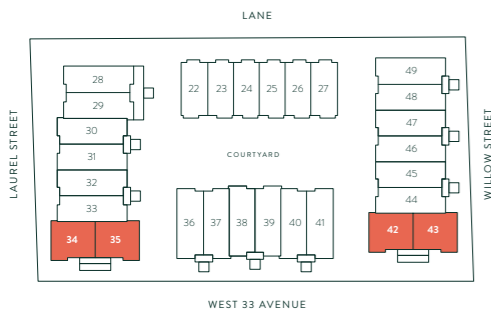 LANE
LAUREL STREET
28
29
30
31
32
33
34 35
22 23 24 25 26 27
COURTYARD
36 37 38 39 40 41
49
48
47
46
45
44
42 43
WILLOW STREET
WEST 33 AVENUE